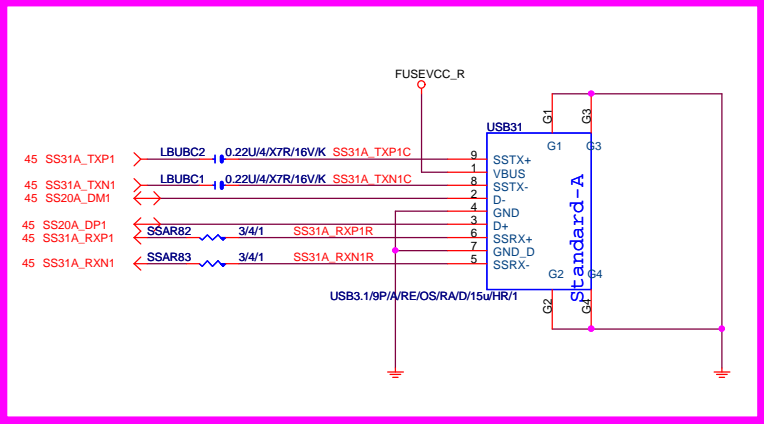 FUSEVCC_R
USB31
G1 G3
G1 G3
45 SS31A_TXP1 LBUBC2 0.22U/4/X7R/16V/K SS31A_TXP1C 9 SSTX+
1 VBUS
45 SS31A_TXN1 LBUBC1 0.22U/4/X7R/16V/K SS31A_TXN1C 8 SSTX-
45 SS20A_DM1 2 D-
4 GND
45 SS20A_DP1 3 D+
45 SS31A_RXP1 SSAR82 3/4/1 SS31A_RXP1R 6 SSRX+
7 GND_D
45 SS31A_RXN1 SSAR83 3/4/1 SS31A_RXN1R 5 SSRX-
Standard-A
G2 G4
G2 G4
USB3.1/9P/A/RE/OS/RA/D/15u/HR/1